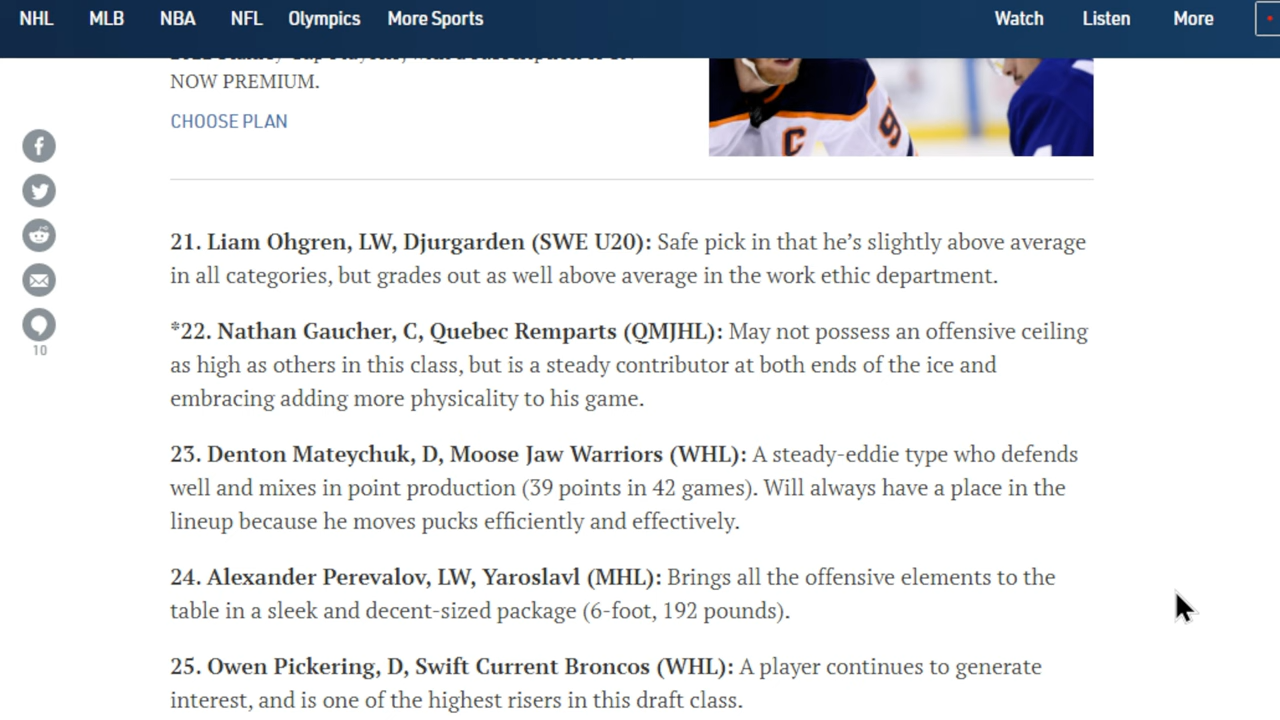 NHL MLB NBA NFL Olympics More Sports Watch Listen More
NOW PREMIUM.
CHOOSE PLAN
C 9
10
21. Liam Ohgren, LW, Djurgarden (SWE U20): Safe pick in that he’s slightly above average
in all categories, but grades out as well above average in the work ethic department.
*22. Nathan Gaucher, C, Quebec Remparts (QMJHL): May not possess an offensive ceiling
as high as others in this class, but is a steady contributor at both ends of the ice and
embracing adding more physicality to his game.
23. Denton Mateychuk, D, Moose Jaw Warriors (WHL): A steady-eddie type who defends
well and mixes in point production (39 points in 42 games). Will always have a place in the
lineup because he moves pucks efficiently and effectively.
24. Alexander Perevalov, LW, Yaroslavl (MHL): Brings all the offensive elements to the
table in a sleek and decent-sized package (6-foot, 192 pounds).
25. Owen Pickering, D, Swift Current Broncos (WHL): A player continues to generate
interest, and is one of the highest risers in this draft class.